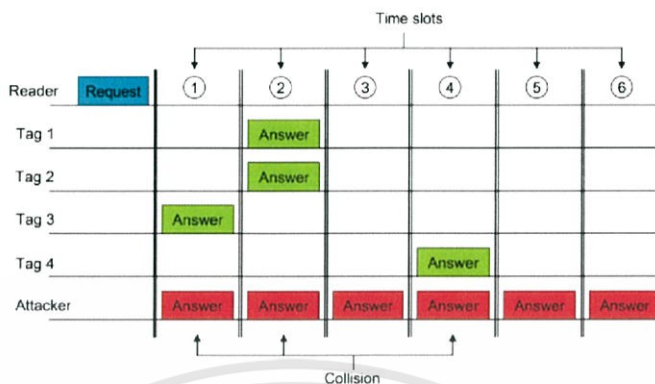 Time slots
Reader Request 1 2 3 4 5 6
Tag 1 Answer
Tag 2 Answer
Tag 3 Answer
Tag 4 Answer
Attacker Answer Answer Answer Answer Answer Answer
Collision